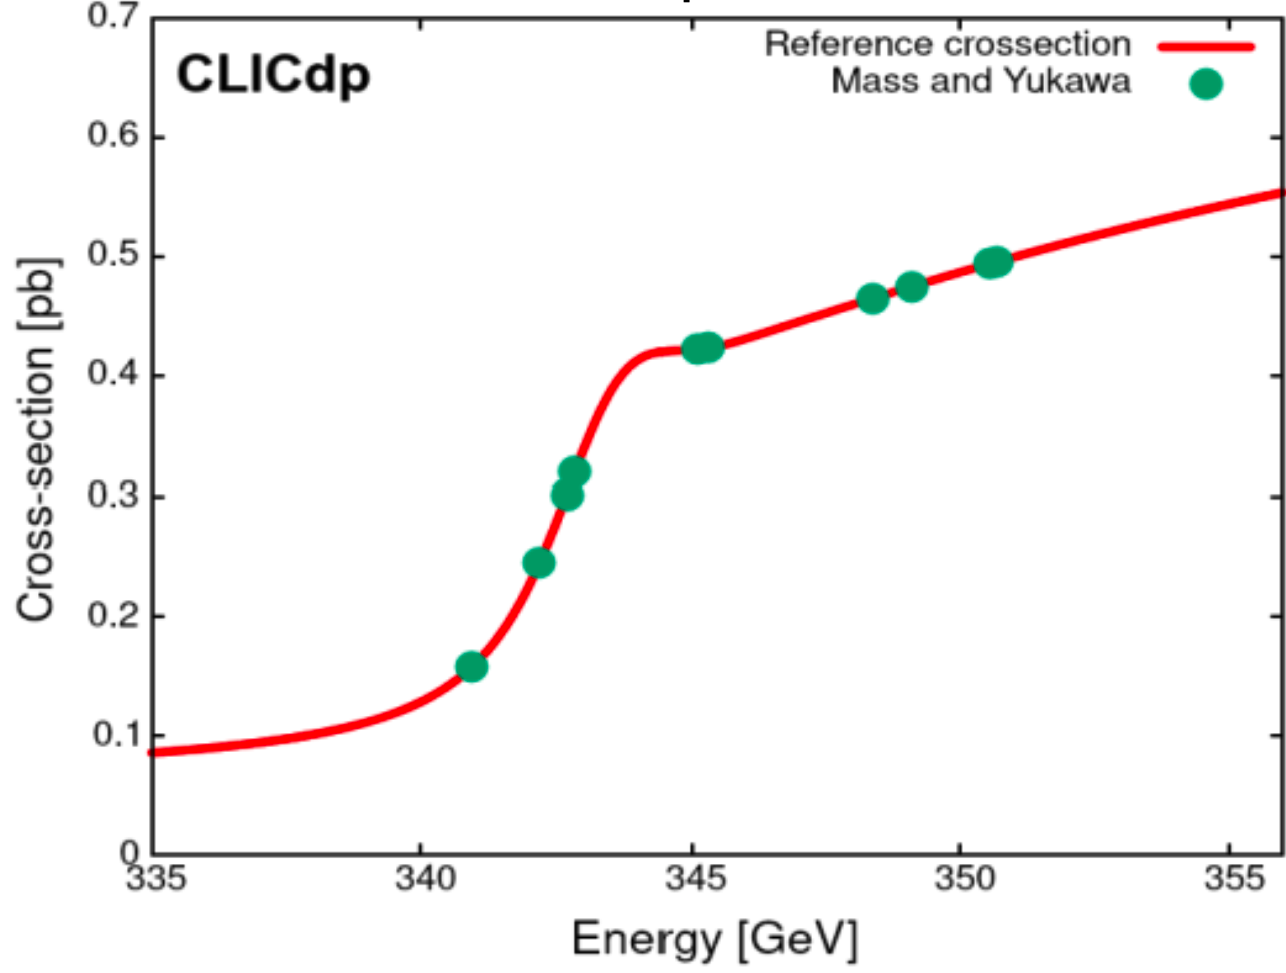 CLICdp
Reference crossection
Mass and Yukawa
Cross-section [pb]
0.7
0.6
0.5
0.4
0.3
0.2
0.1
0
335 340 345 350 355
Energy [GeV]